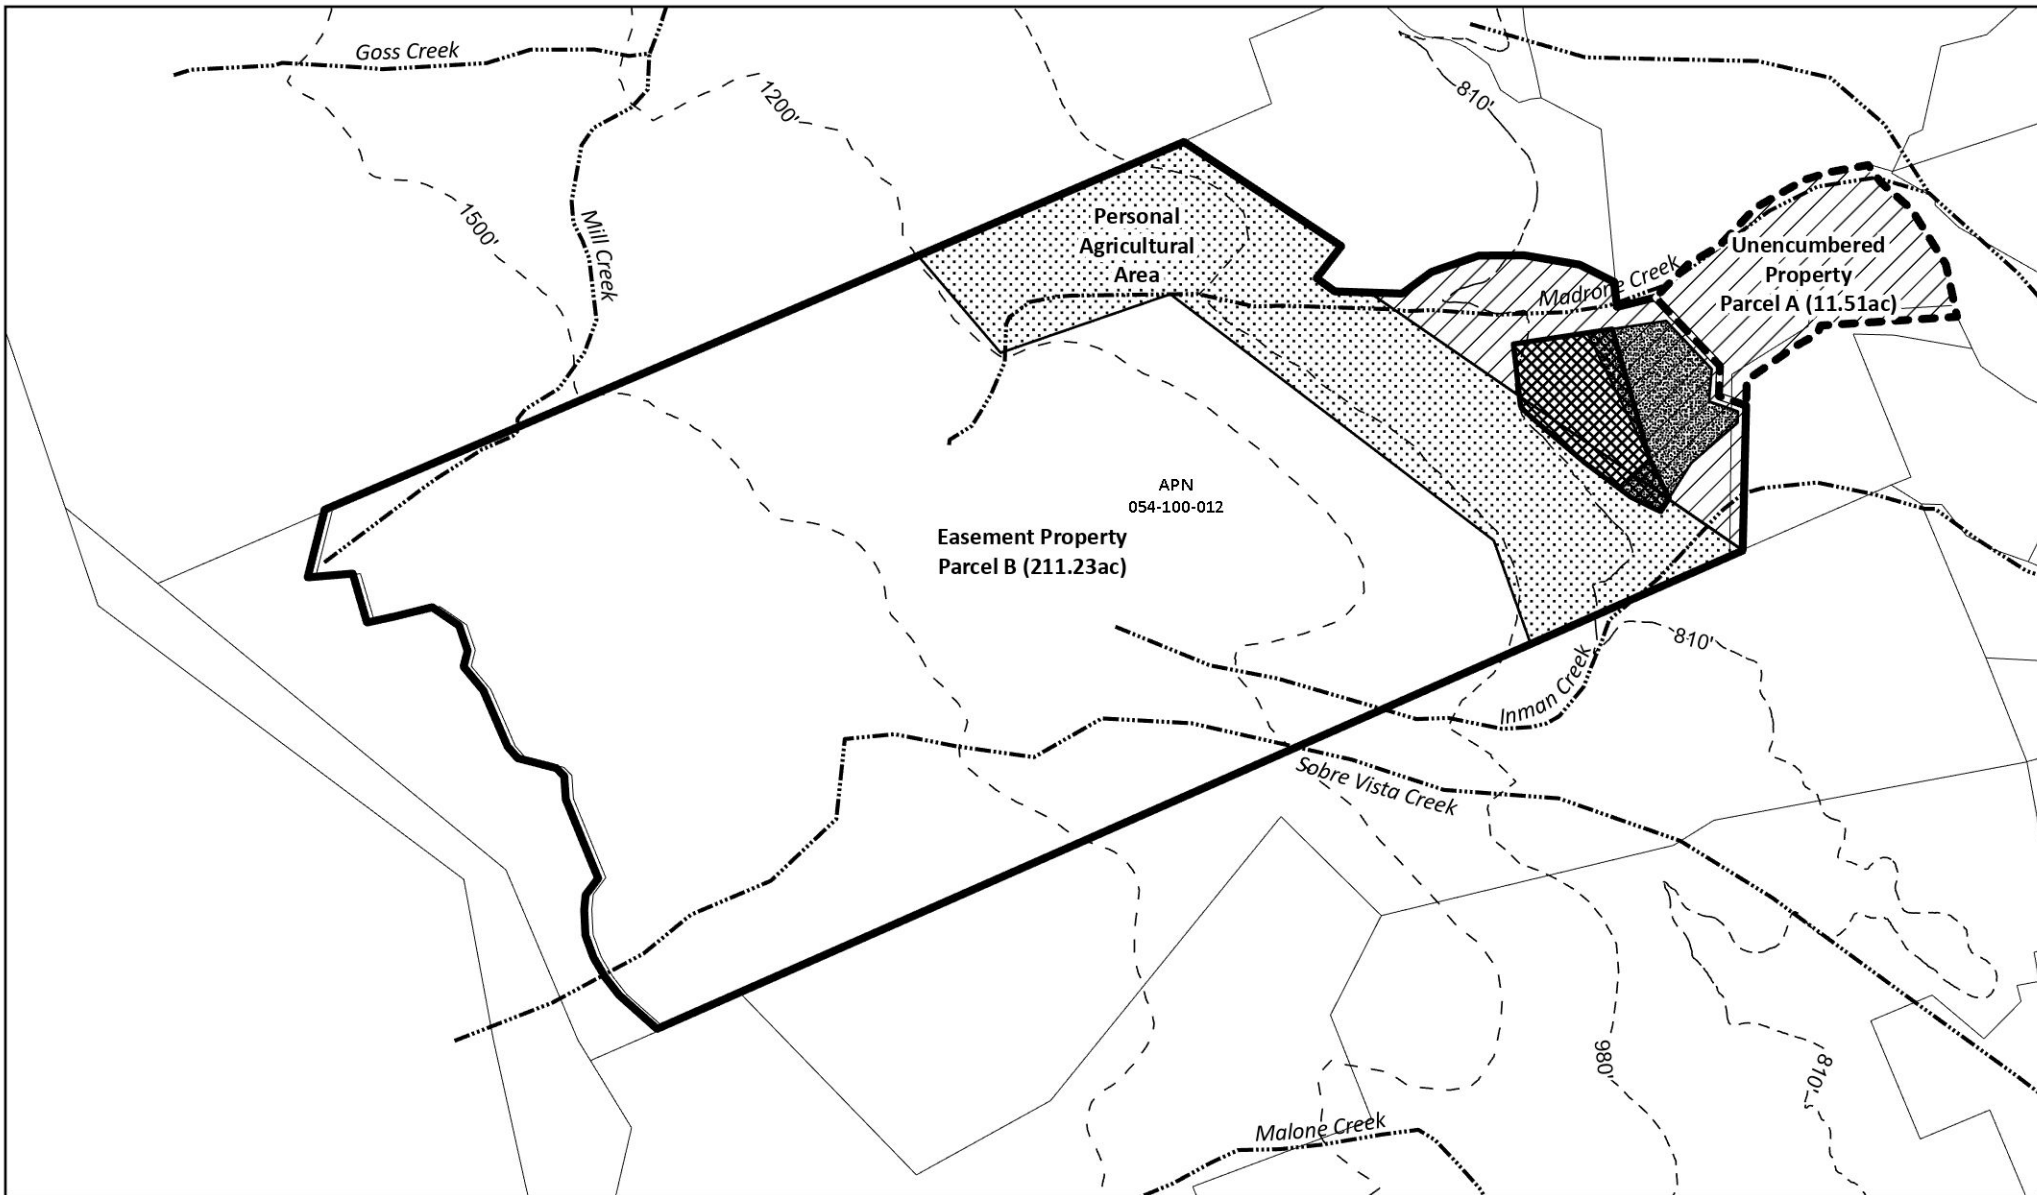 Goss Creek
1200'
810'
1500'
Mill Creek
Personal
Agricultural
Area
Madrone Creek
Unencumbered
Property
Parcel A (11.51ac)
APN
054-100-012
Easement Property
Parcel B (211.23ac)
Inman Creek
810'
Sobre Vista Creek
980'
810'
Malone Creek